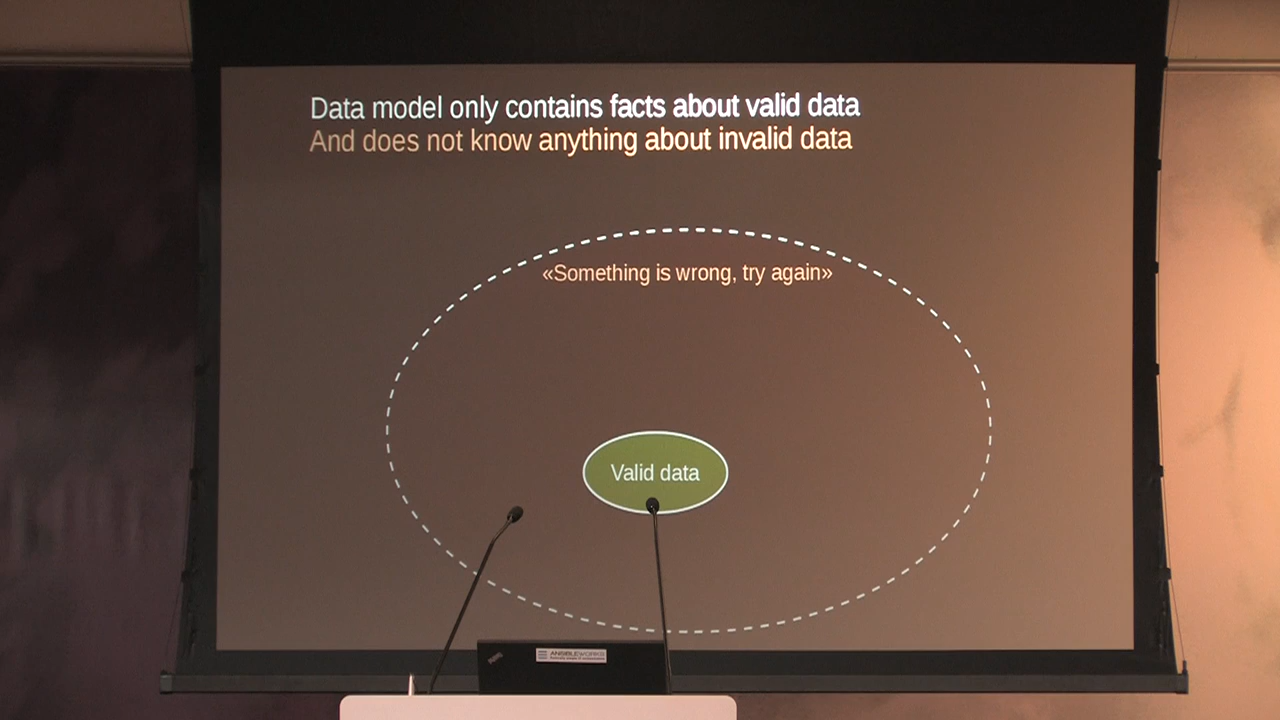 Data model only contains facts about valid data
And does not know anything about invalid data
«Something is wrong, try again»
Valid data
ANSIBLEWORKS